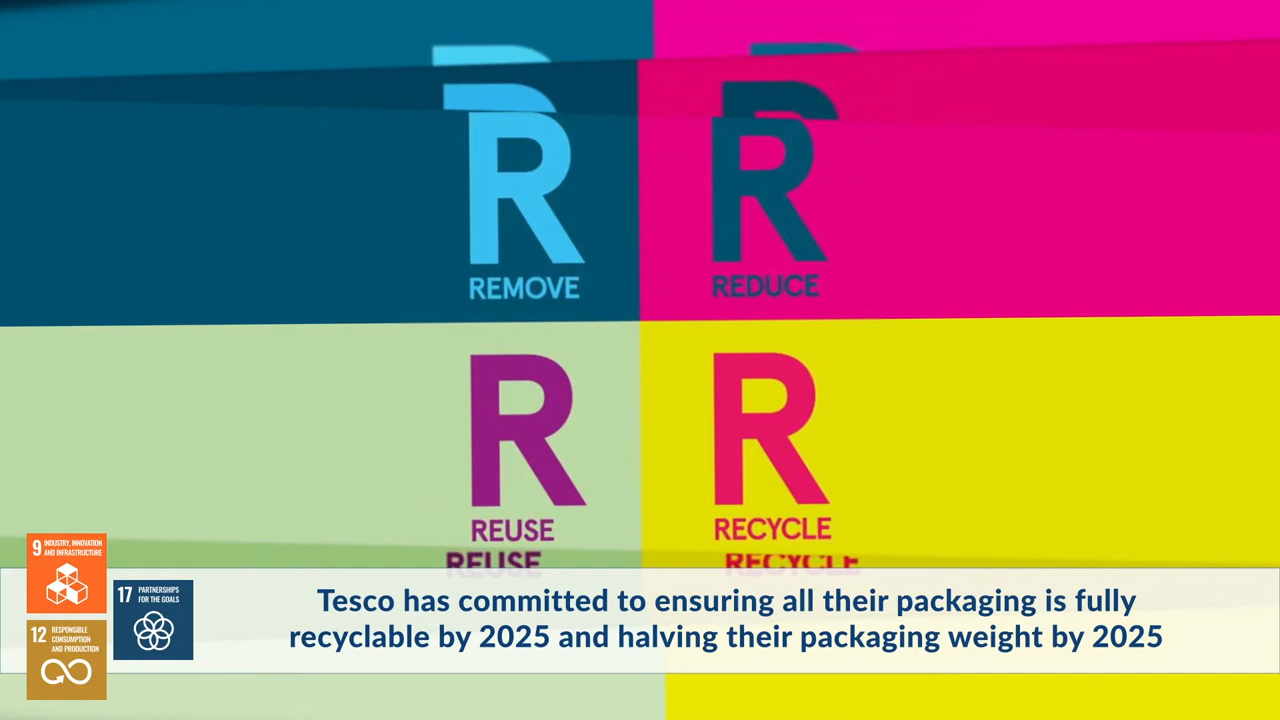 R
R
REMOVE
REDUCE
R
R
REUSE
RECYCLE
REUSE
RECYCLE
9 INDUSTRY, INNOVATION
AND INFRASTRUCTURE
17 PARTNERSHIPS
FOR THE GOALS
12 RESPONSIBLE
CONSUMPTION
AND PRODUCTION
Tesco has committed to ensuring all their packaging is fully
recyclable by 2025 and halving their packaging weight by 2025